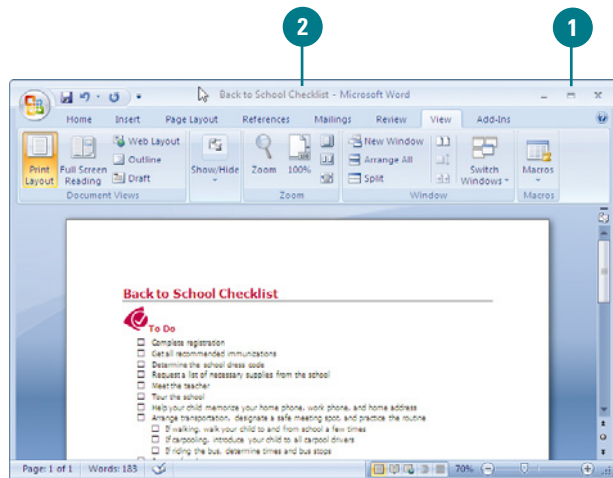 2 1
Back to School Checklist - Microsoft Word
Home Insert Page Layout References Mailings Review View Add-Ins
Print Layout
Full Screen Reading
Web Layout
Outline
Draft
Document Views
Show/Hide
Zoom
100%
Zoom
New Window
Arrange All
Split
Switch Windows
Window
Macros
Macros
Back to School Checklist
To Do
Complete registration
Get all recommended immunizations
Determine the school dress code
Request a list of necessary supplies from the school
Meet the teacher
Tour the school
Help your child memorize your home phone, work phone, and home address
Arrange transportation, designate a safe meeting spot, and practice the routine
If walking, walk your child to and from school a few times
If carpooling, introduce your child to all carpool drivers
If riding the bus, determine times and bus stops
Page: 1 of 1 Words: 183 70%